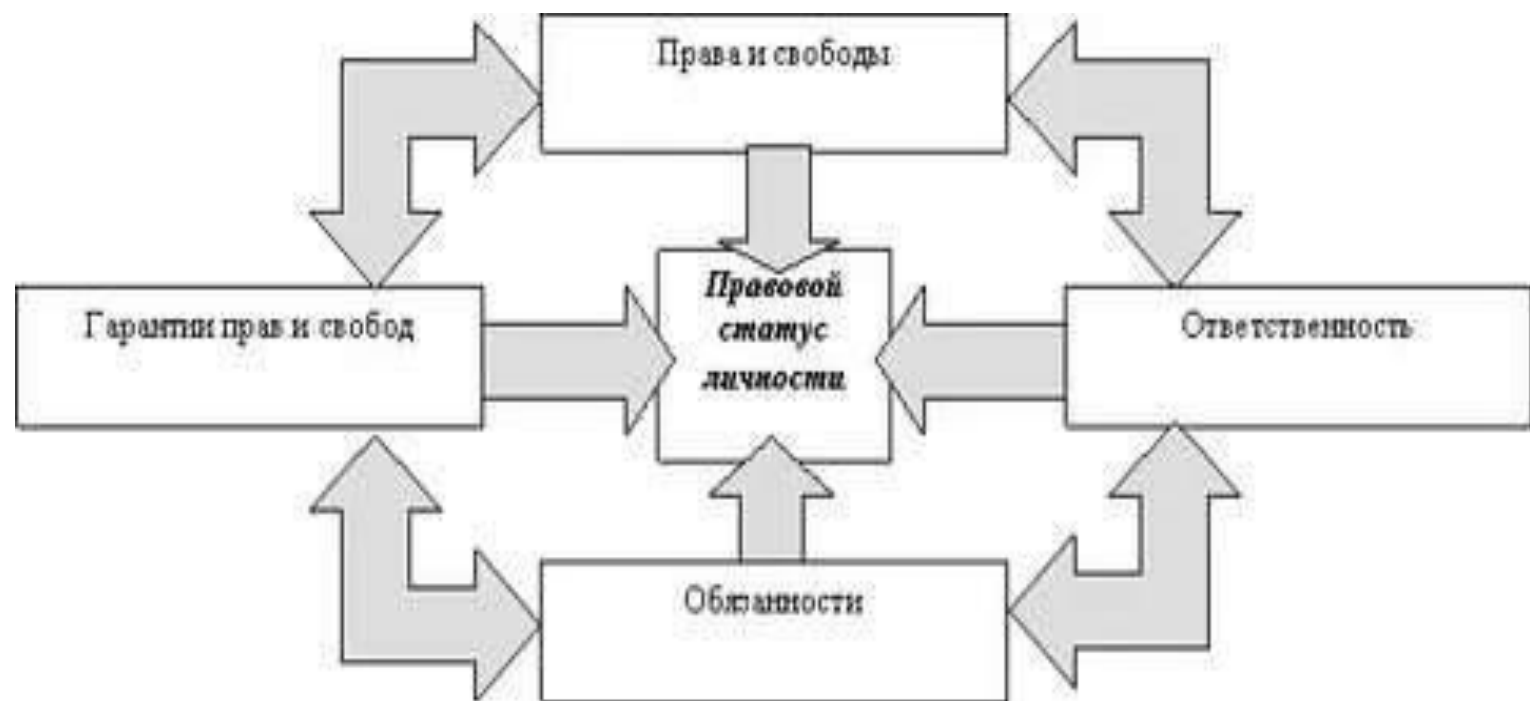 Права и свободы
Гарантии прав и свобод
Правовой
статус
личности
Ответственность
Обязанности